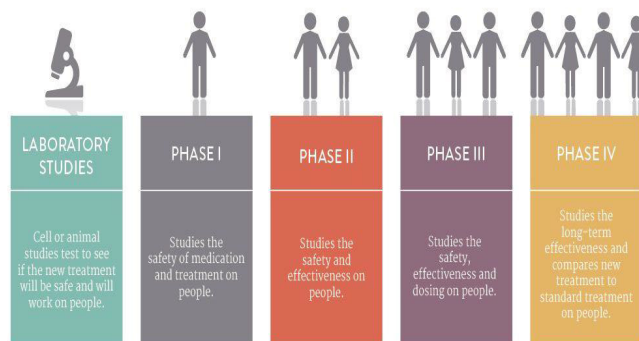 LABORATORY
STUDIES
Cell or animal
studies test to see
if the new treatment
will be safe and will
work on people.
PHASE I
Studies the
safety of medication
and treatment on
people.
PHASE II
Studies the
safety and
effectiveness on
people.
PHASE III
Studies the
safety,
effectiveness and
dosing on people.
PHASE IV
Studies the
long-term
effectiveness and
compares new
treatment to
standard treatment
on people.